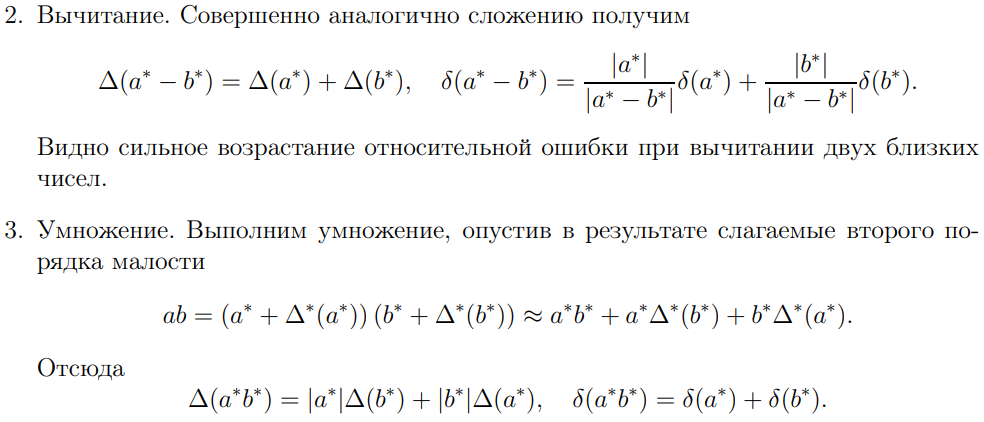 2. Вычитание. Совершенно аналогично сложению получим
Δ(a* − b*) = Δ(a*) + Δ(b*), δ(a* − b*) = |a*|/|a* − b*| δ(a*) + |b*|/|a* − b*| δ(b*).
Видно сильное возрастание относительной ошибки при вычитании двух близких
чисел.
3. Умножение. Выполним умножение, опустив в результате слагаемые второго по-
рядка малости
ab = (a* + Δ*(a*)) (b* + Δ*(b*)) ≈ a*b* + a*Δ*(b*) + b*Δ*(a*).
Отсюда
Δ(a*b*) = |a*|Δ(b*) + |b*|Δ(a*), δ(a*b*) = δ(a*) + δ(b*).